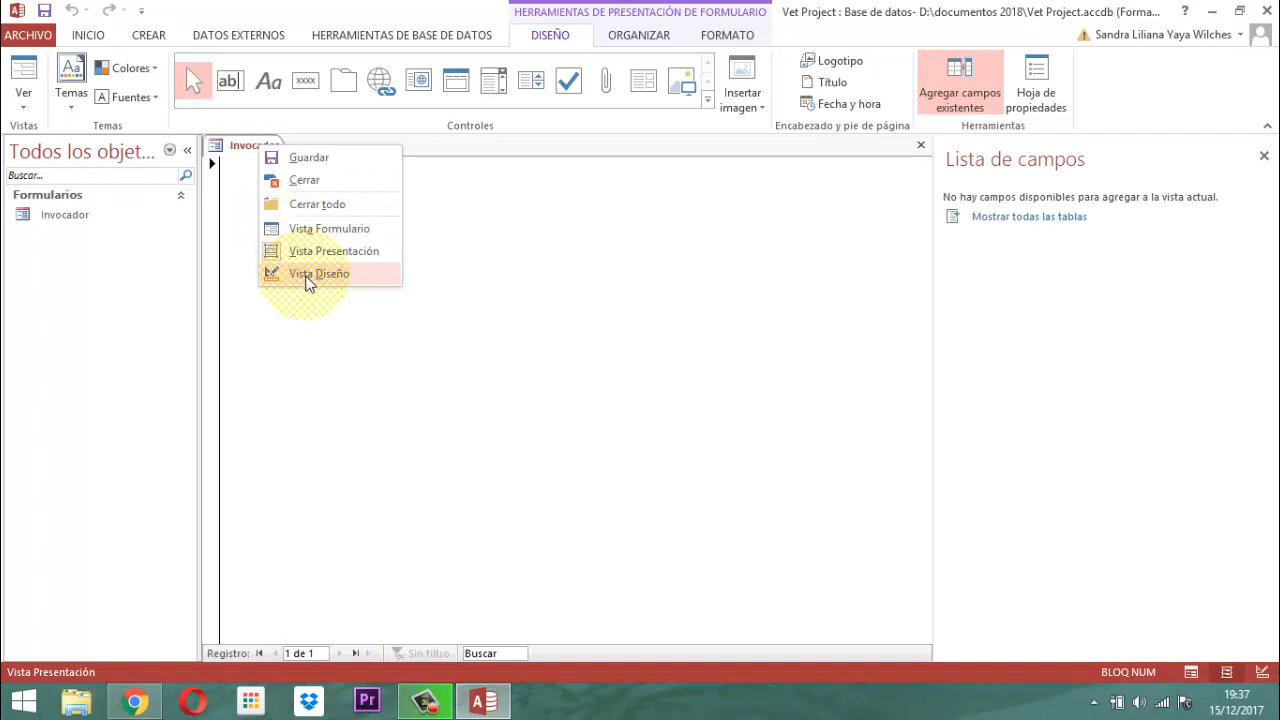 HERRAMIENTAS DE PRESENTACIÓN DE FORMULARIO
Vet Project : Base de datos- D:\documentos 2018\Vet Project.accdb (Forma...
ARCHIVO INICIO CREAR DATOS EXTERNOS HERRAMIENTAS DE BASE DE DATOS DISEÑO ORGANIZAR FORMATO Sandra Liliana Yaya Wilches
Ver
Temas
Colores
Fuentes
ab|
Aa
xxxx
Insertar
imagen
Logotipo
Título
Fecha y hora
Agregar campos
existentes
Hoja de
propiedades
Vistas Temas Controles Encabezado y pie de página Herramientas
Todos los objet...
Buscar...
Formularios
Invocador
Guardar
Cerrar
Cerrar todo
Vista Formulario
Vista Presentación
Vista Diseño
Lista de campos
No hay campos disponibles para agregar a la vista actual.
Mostrar todas las tablas
Registro: 1 de 1 Sin filtro Buscar
Vista Presentación BLOQ NUM
Pr
19:37
15/12/2017